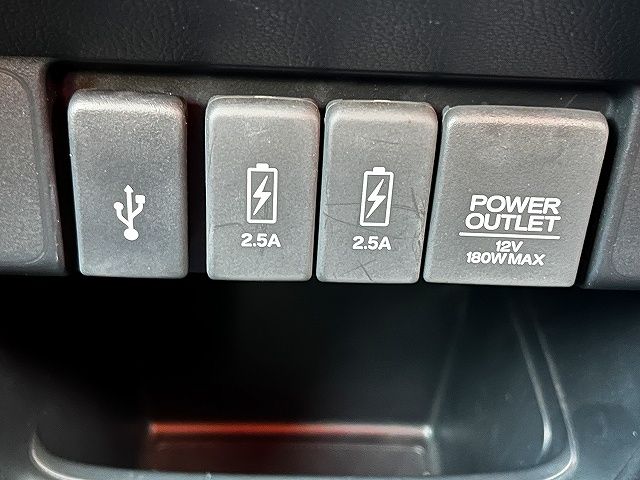 2.5A
2.5A
POWER
OUTLET
12V
180W MAX